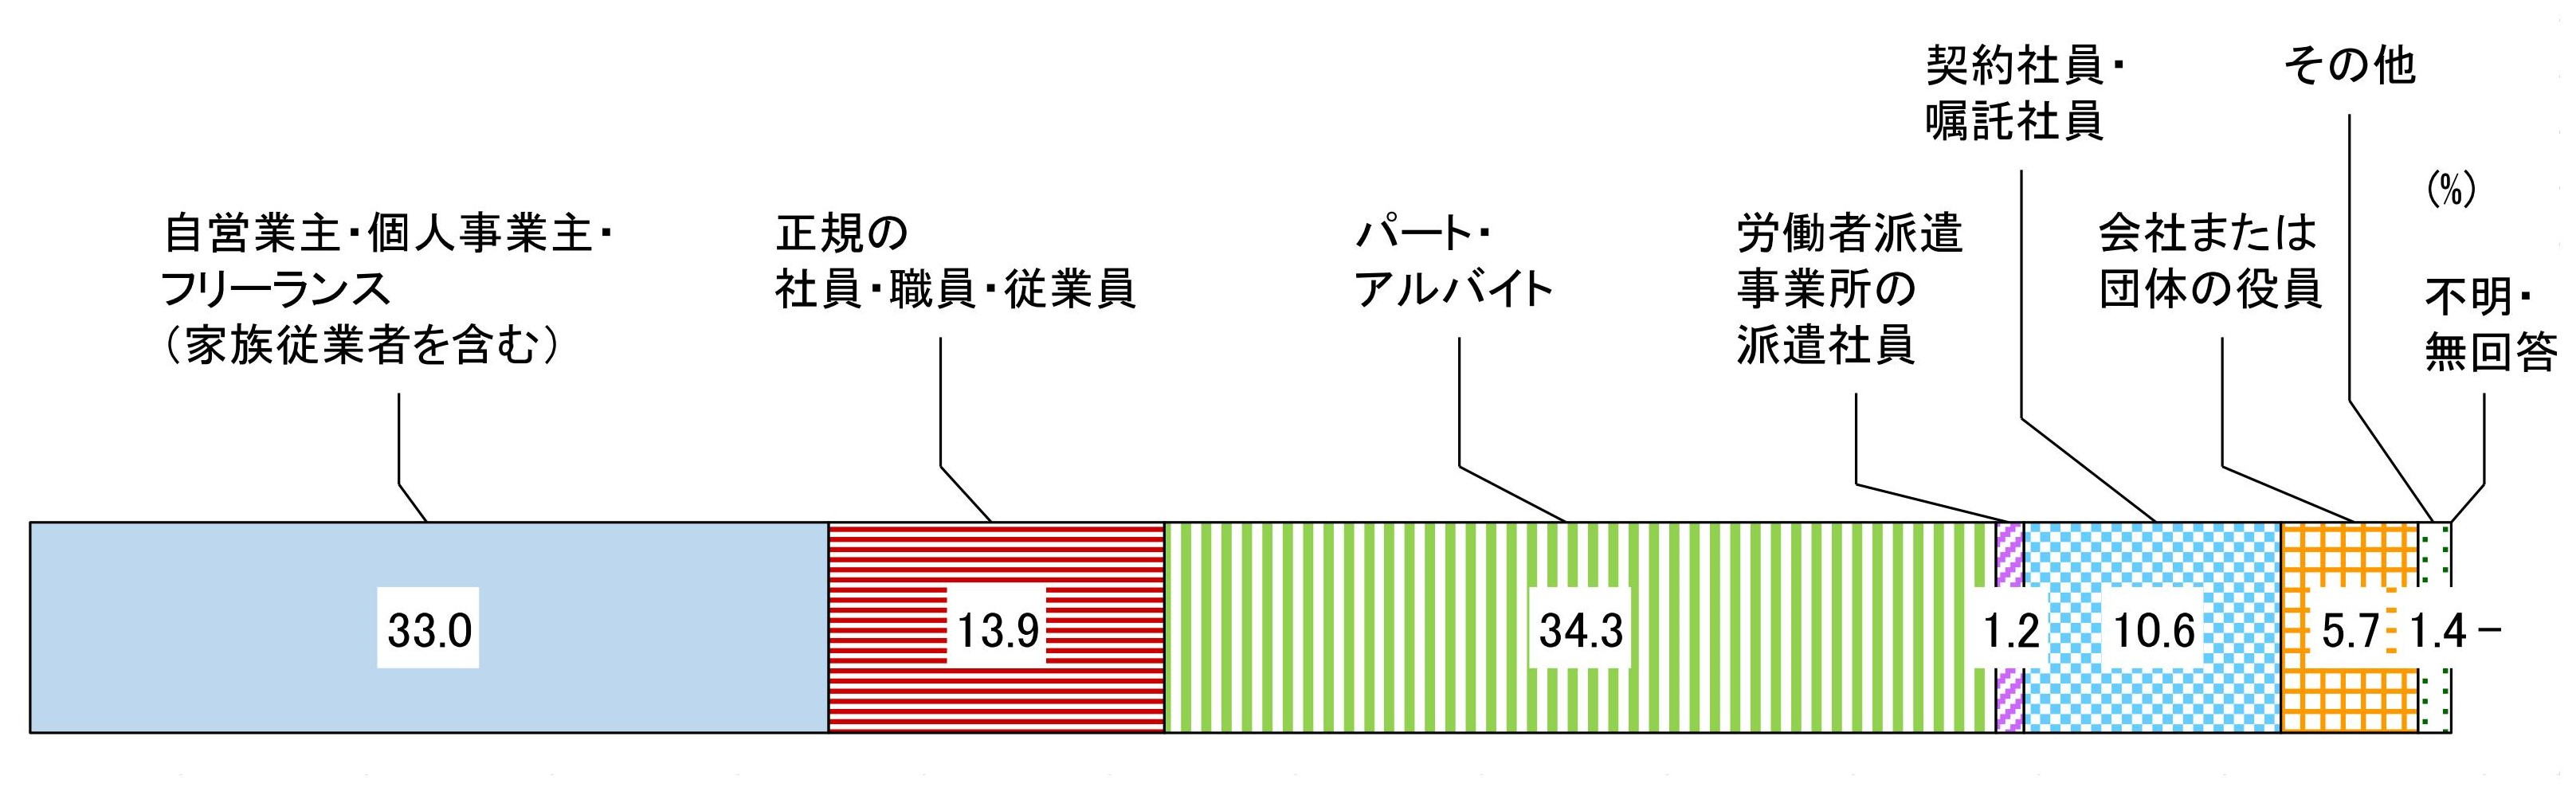 自営業主・個人事業主・
フリーランス
（家族従業者を含む）
正規の
社員・職員・従業員
パート・
アルバイト
労働者派遣
事業所の
派遣社員
契約社員・
嘱託社員
会社または
団体の役員
その他
(%)
不明・
無回答
33.0
13.9
34.3
1.2
10.6
5.7
1.4
－